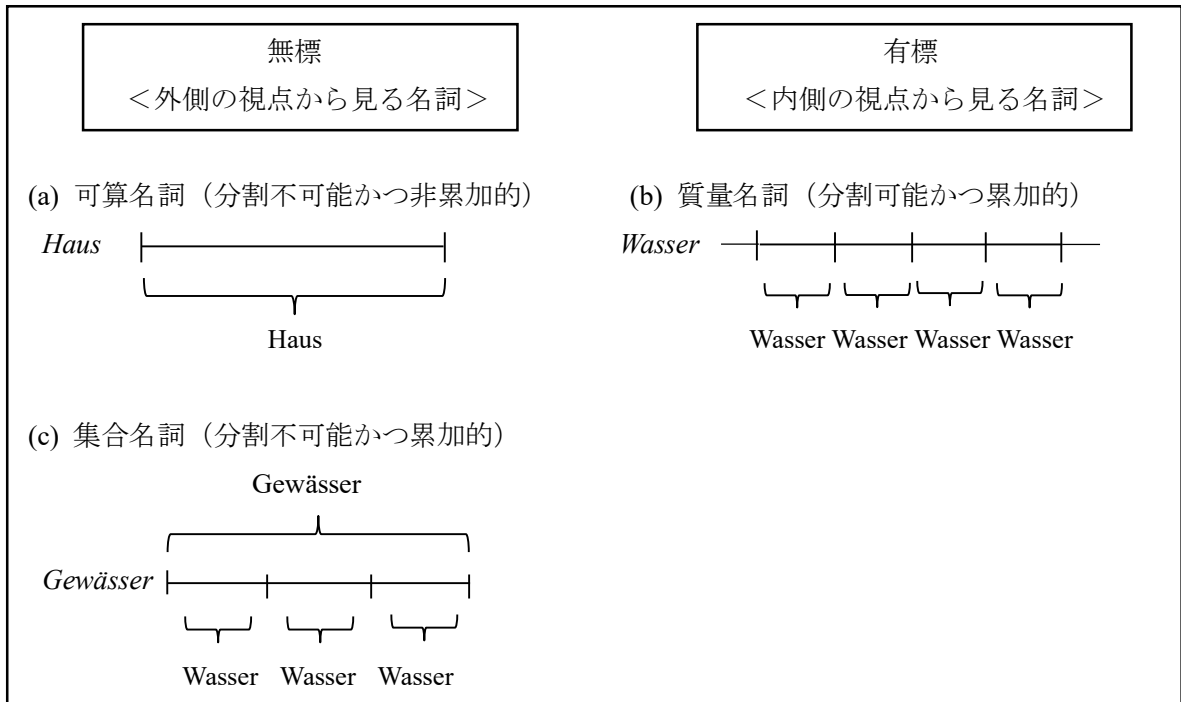 無標
＜外側の視点から見る名詞＞
有標
＜内側の視点から見る名詞＞
(a) 可算名詞（分割不可能かつ非累加的）
Haus
Haus
(b) 質量名詞（分割可能かつ累加的）
Wasser
Wasser Wasser Wasser Wasser
(c) 集合名詞（分割不可能かつ累加的）
Gewässer
Gewässer
Wasser Wasser Wasser